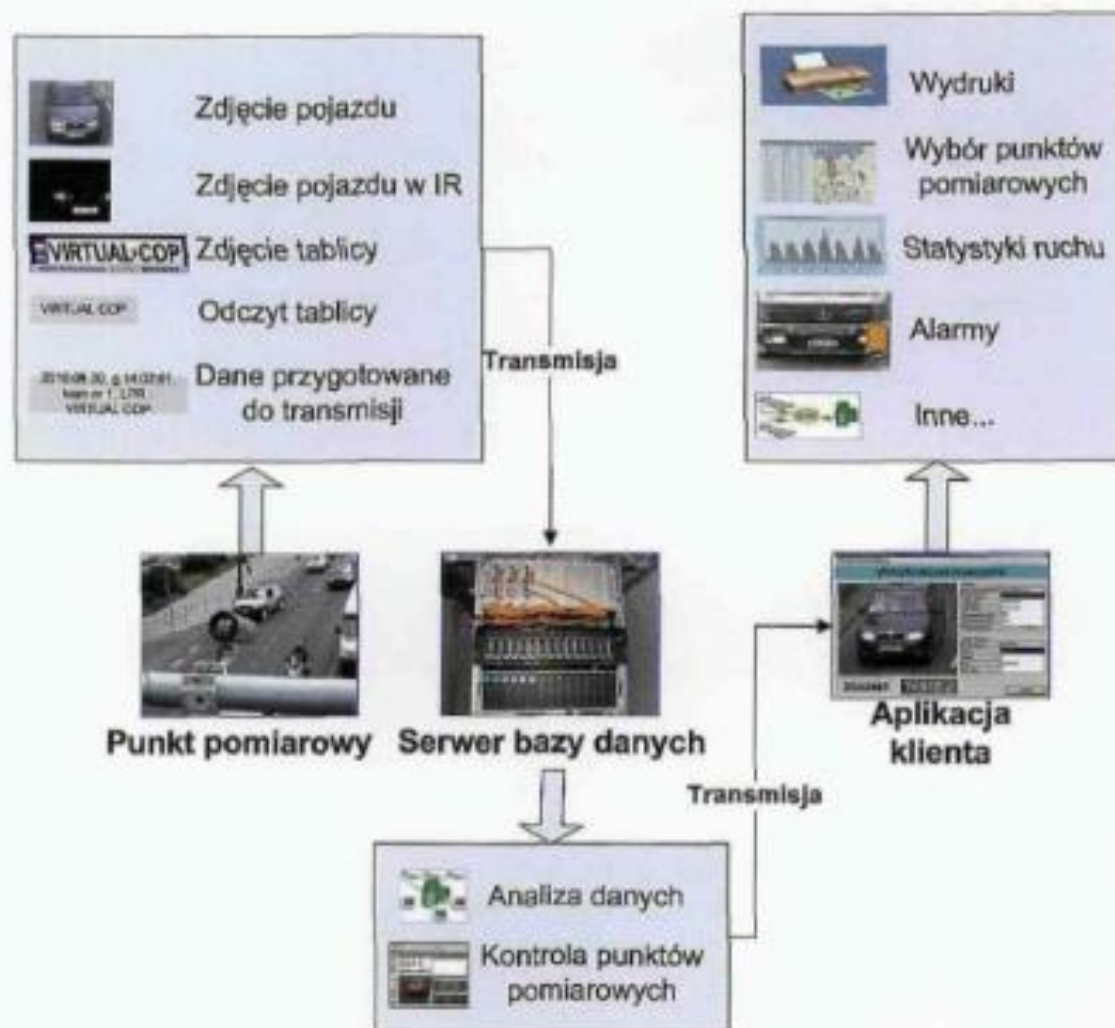 Zdjęcie pojazdu
Zdjęcie pojazdu w IR
VIRTUAL-COP
Zdjęcie tablicy
VIRTUAL COP
Odczyt tablicy
VIRTUAL COP
Dane przygotowane
do transmisji
Transmisja
Wydruki
Wybór punktów
pomiarowych
Statystyki ruchu
Alarmy
Inne...
Punkt pomiarowy
Serwer bazy danych
Aplikacja
klienta
Transmisja
Analiza danych
Kontrola punktów
pomiarowych